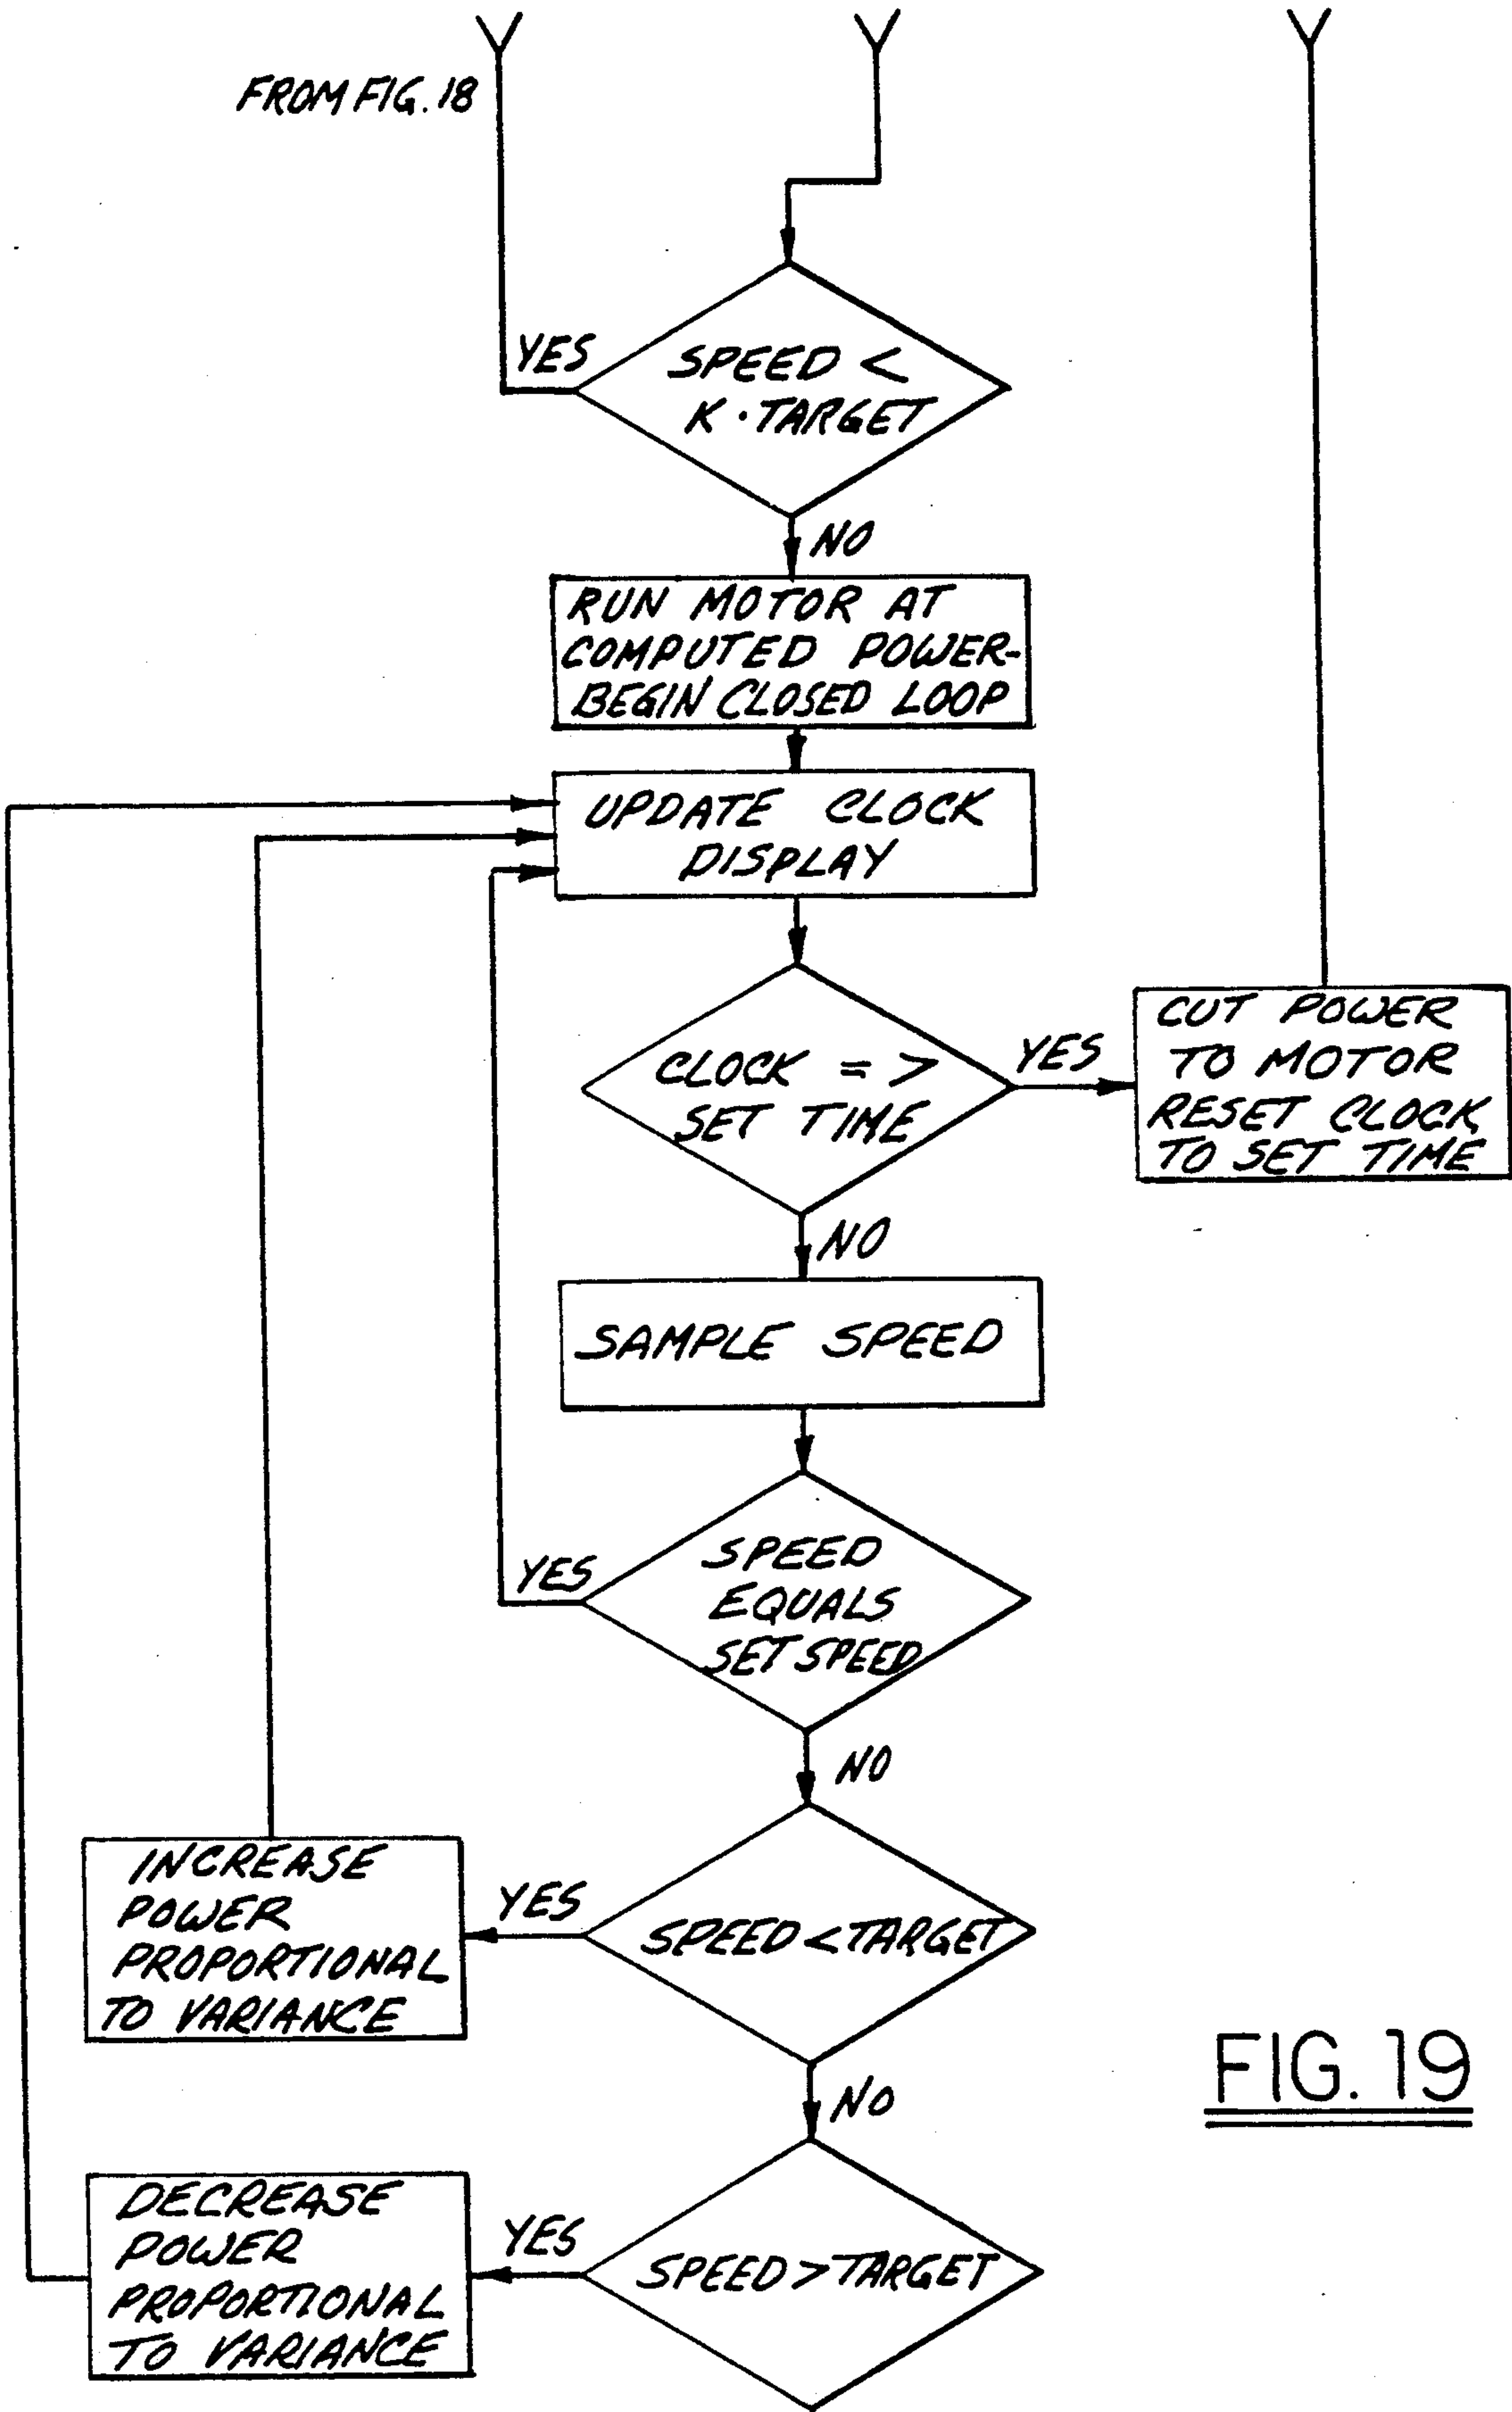 FROM FIG. 18
YES
SPEED <
K · TARGET
NO
RUN MOTOR AT
COMPUTED POWER-
BEGIN CLOSED LOOP
UPDATE CLOCK
DISPLAY
CLOCK = >
SET TIME
YES
CUT POWER
TO MOTOR
RESET CLOCK
TO SET TIME
NO
SAMPLE SPEED
YES
SPEED
EQUALS
SET SPEED
NO
INCREASE
POWER
PROPORTIONAL
TO VARIANCE
YES
SPEED < TARGET
NO
DECREASE
POWER
PROPORTIONAL
TO VARIANCE
YES
SPEED > TARGET
FIG. 19